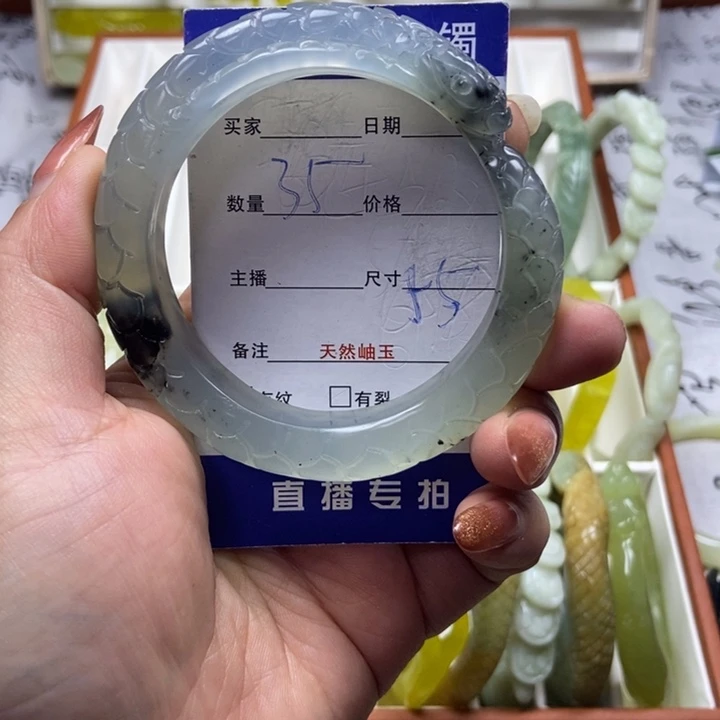 镯
买家 日期
数量 35 价格
主播 尺寸
备注 天然岫玉
纹 □有裂
直播专拍